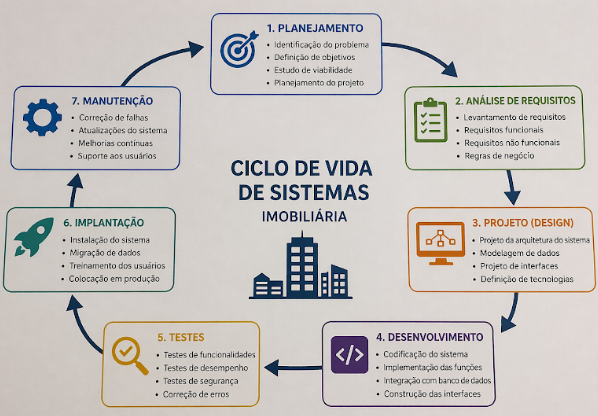 1. PLANEJAMENTO
• Identificação do problema
• Definição de objetivos
• Estudo de viabilidade
• Planejamento do projeto
2. ANÁLISE DE REQUISITOS
• Levantamento de requisitos
• Requisitos funcionais
• Requisitos não funcionais
• Regras de negócio
3. PROJETO (DESIGN)
• Projeto da arquitetura do sistema
• Modelagem de dados
• Projeto de interfaces
• Definição de tecnologias
4. DESENVOLVIMENTO
</>
• Codificação do sistema
• Implementação das funções
• Integração com banco de dados
• Construção das interfaces
5. TESTES
• Testes de funcionalidades
• Testes de desempenho
• Testes de segurança
• Correção de erros
6. IMPLANTAÇÃO
• Instalação do sistema
• Migração de dados
• Treinamento dos usuários
• Colocação em produção
7. MANUTENÇÃO
• Correção de falhas
• Atualizações do sistema
• Melhorias contínuas
• Suporte aos usuários
CICLO DE VIDA
DE SISTEMAS
IMOBILIÁRIA